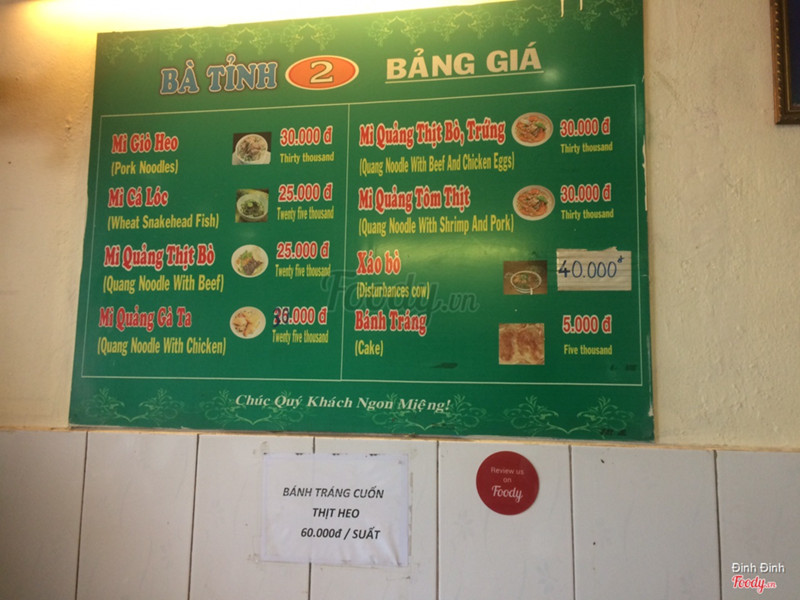 BÀ TỈNH 2 BẢNG GIÁ
Mì Giò Heo 30.000 đ
(Pork Noodles) Thirty thousand
Mì Cá Lóc 25.000 đ
(Wheat Snakehead Fish) Twenty five thousand
Mì Quảng Thịt Bò 25.000 đ
(Quang Noodle With Beef) Twenty five thousand
Mì Quảng Gà Ta 30.000 đ
(Quang Noodle With Chicken) Twenty five thousand
Mì Quảng Thịt Bò, Trứng 30.000 đ
(Quang Noodle With Beef And Chicken Eggs) Thirty thousand
Mì Quảng Tôm Thịt 30.000 đ
(Quang Noodle With Shrimp And Pork) Thirty thousand
Xáo bò 40.000đ
(Disturbances cow)
Bánh Tráng 5.000 đ
(Cake) Five thousand
Foody.vn
Chúc Quý Khách Ngon Miệng!
BÁNH TRÁNG CUỐN
THỊT HEO
60.000đ / SUẤT
Review us
on
Foody
Đinh Đinh
Foody.vn